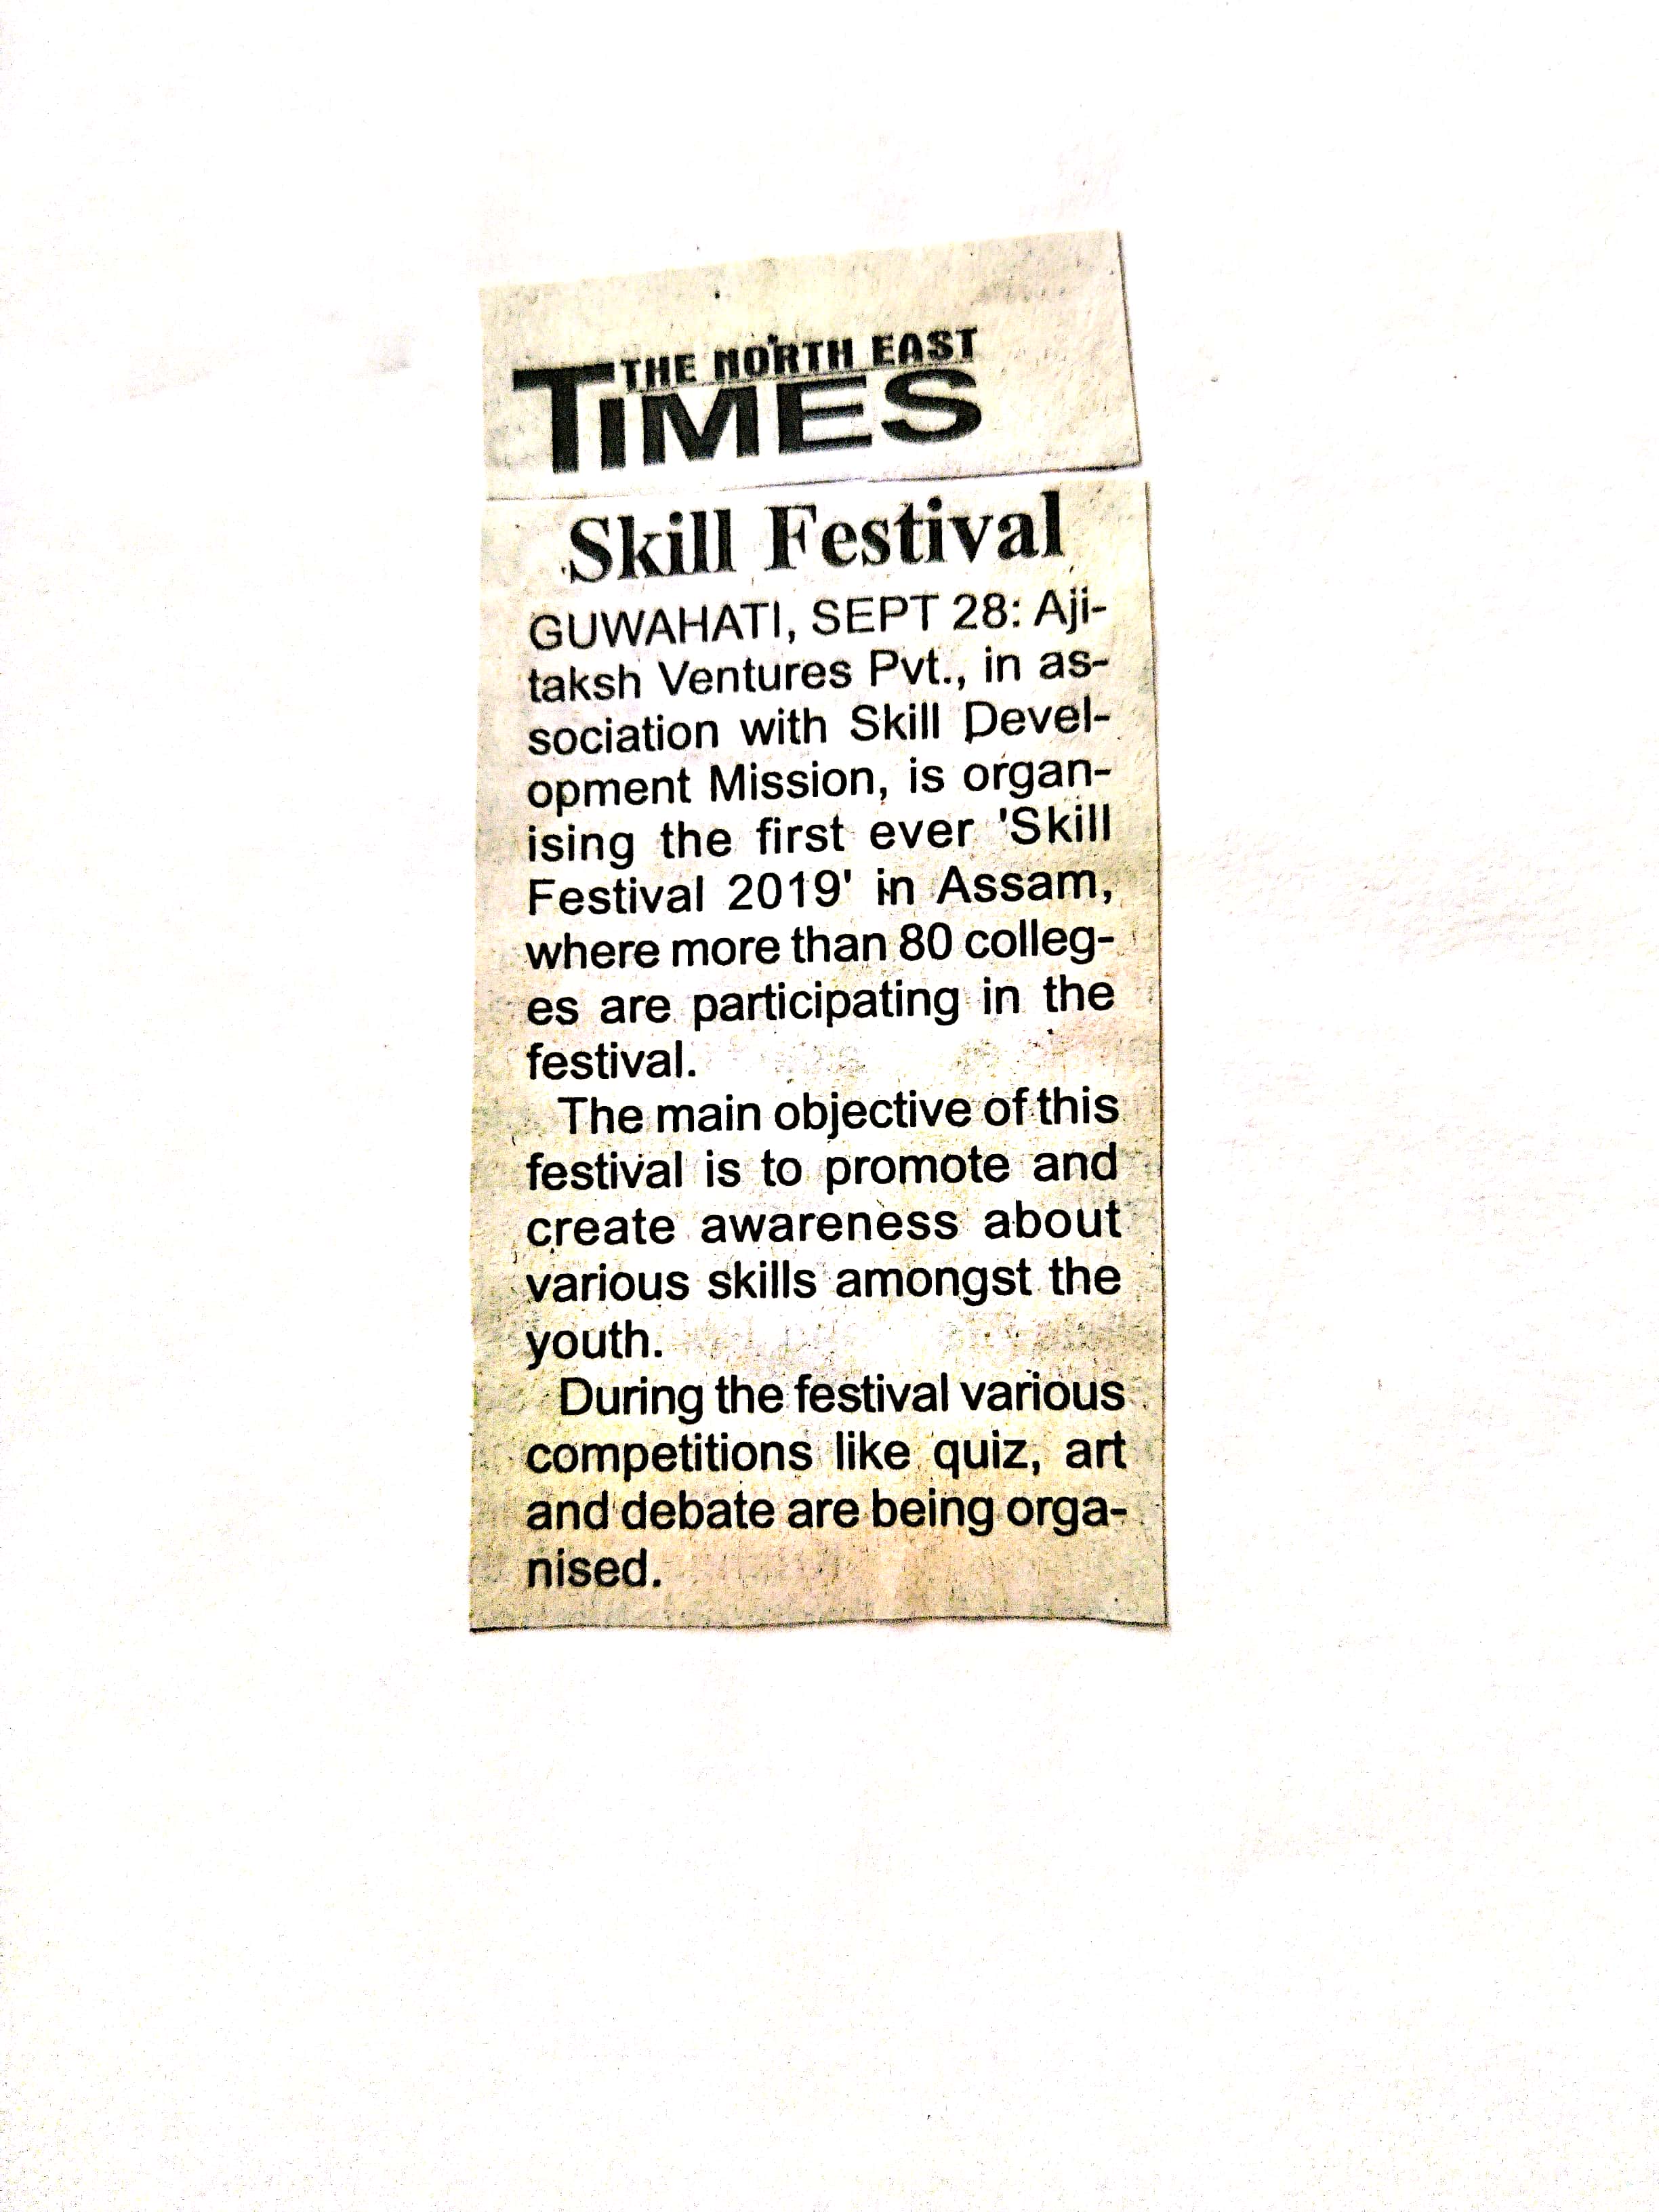 THE NORTH EAST
TIMES
Skill Festival
GUWAHATI, SEPT 28: Aji-
taksh Ventures Pvt., in as-
sociation with Skill Devel-
opment Mission, is organ-
ising the first ever 'Skill
Festival 2019' in Assam,
where more than 80 colleg-
es are participating in the
festival.
The main objective of this
festival is to promote and
create awareness about
various skills amongst the
youth.
During the festival various
competitions like quiz, art
and debate are being orga-
nised.